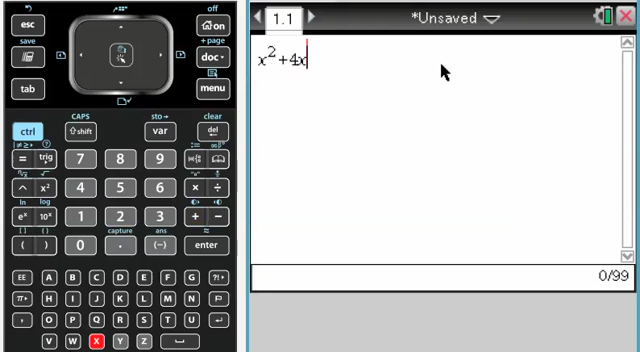 off
esc
on
save
+ page
doc
tab
menu
CAPS
sto→
clear
ctrl
shift
var
del
= trig 7 8 9
^ x² 4 5 6 × ÷
ln log
eˣ 10ˣ 1 2 3 + −
[ ] { } capture ans ≈
( ) 0 . (−) enter
EE A B C D E F G ?!
π H I J K L M N
, O P Q R S T U
V W X Y Z
1.1 *Unsaved
x²+4x
0/99